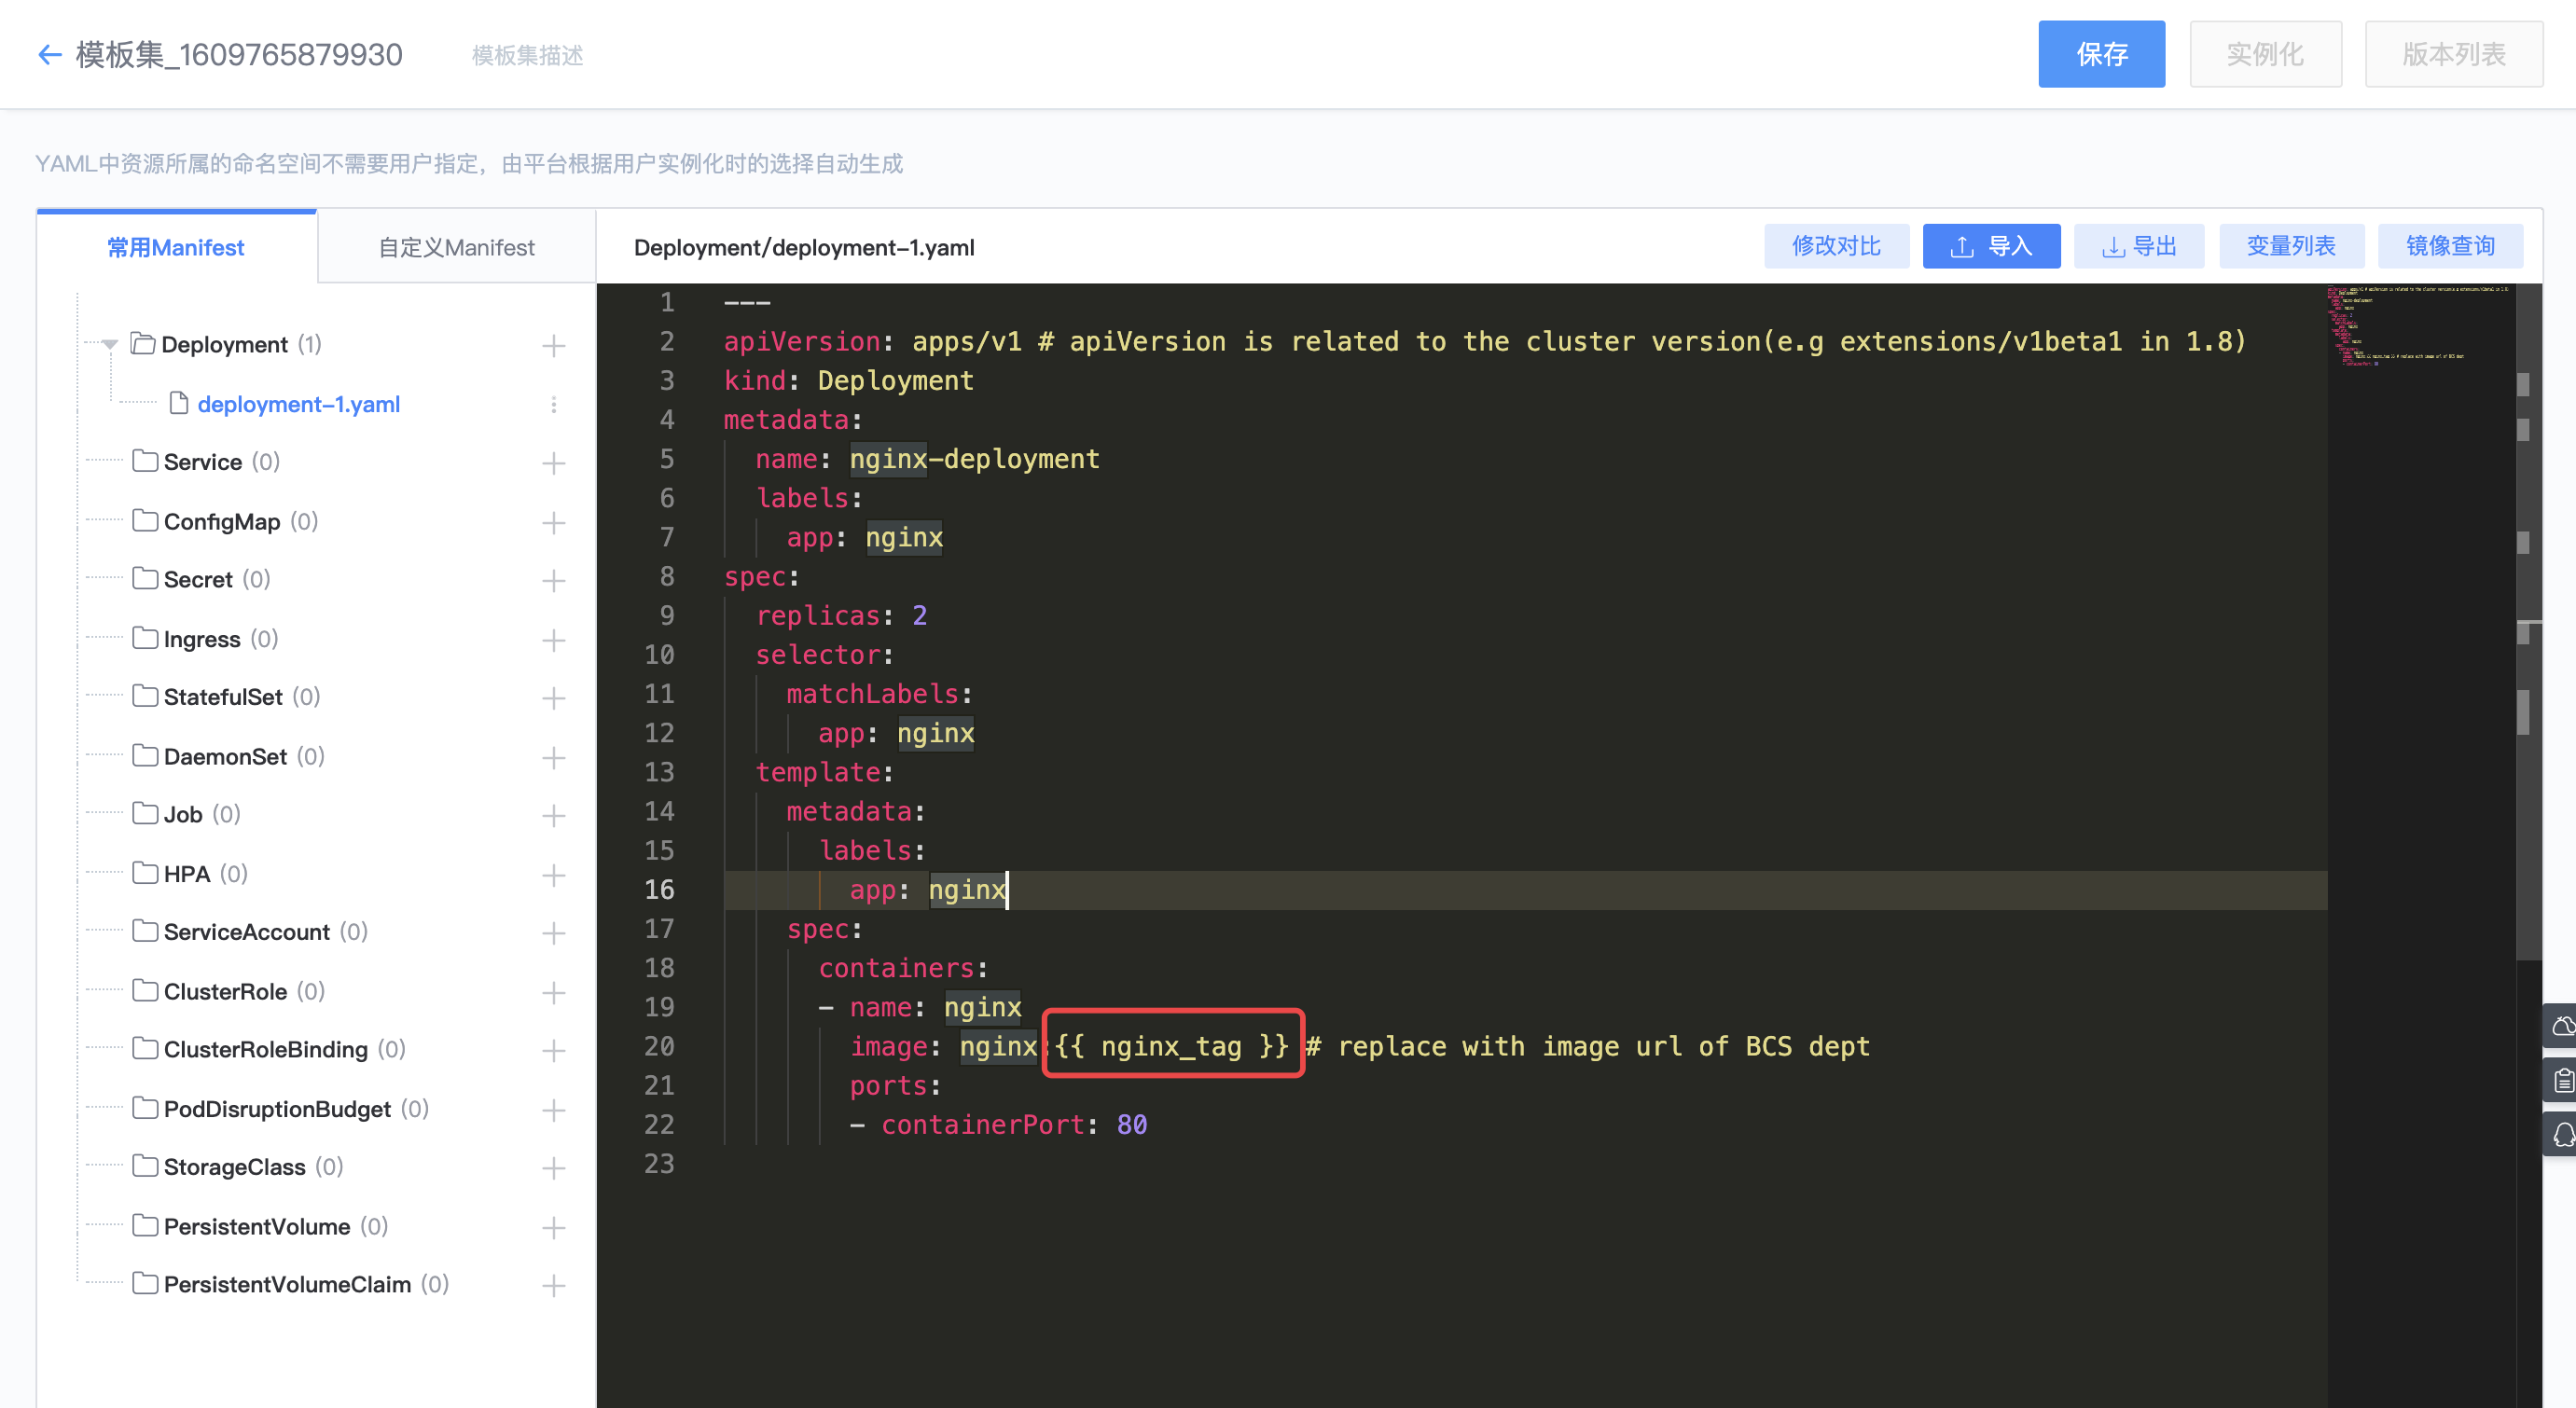 模板集_1609765879930 模板集描述 保存 实例化 版本列表
YAML中资源所属的命名空间不需要用户指定，由平台根据用户实例化时的选择自动生成
常用Manifest 自定义Manifest Deployment/deployment-1.yaml 修改对比 导入 导出 变量列表 镜像查询
Deployment (1)
deployment-1.yaml
Service (0)
ConfigMap (0)
Secret (0)
Ingress (0)
StatefulSet (0)
DaemonSet (0)
Job (0)
HPA (0)
ServiceAccount (0)
ClusterRole (0)
ClusterRoleBinding (0)
PodDisruptionBudget (0)
StorageClass (0)
PersistentVolume (0)
PersistentVolumeClaim (0)
1 ---
2 apiVersion: apps/v1 # apiVersion is related to the cluster version(e.g extensions/v1beta1 in 1.8)
3 kind: Deployment
4 metadata:
5   name: nginx-deployment
6   labels:
7     app: nginx
8 spec:
9   replicas: 2
10   selector:
11     matchLabels:
12       app: nginx
13   template:
14     metadata:
15       labels:
16         app: nginx
17     spec:
18       containers:
19       - name: nginx
20         image: nginx:{{ nginx_tag }} # replace with image url of BCS dept
21         ports:
22         - containerPort: 80
23